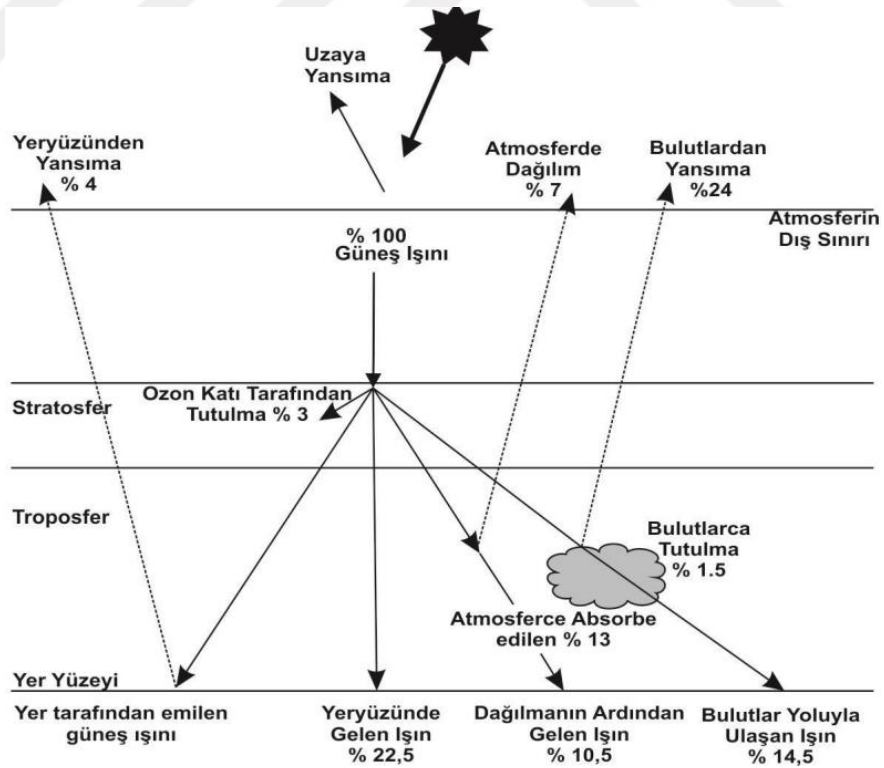 Uzaya
Yansıma
Yeryüzünden
Yansıma
% 4
Atmosferde
Dağılım
% 7
Bulutlardan
Yansıma
%24
Atmosferin
Dış Sınırı
% 100
Güneş Işını
Ozon Katı Tarafından
Tutulma % 3
Stratosfer
Troposfer
Bulutlarca
Tutulma
% 1.5
Atmosferce Absorbe
edilen % 13
Yer Yüzeyi
Yer tarafından emilen
güneş ışını
Yeryüzünde
Gelen Işın
% 22,5
Dağılmanın Ardından
Gelen Işın
% 10,5
Bulutlar Yoluyla
Ulaşan Işın
% 14,5